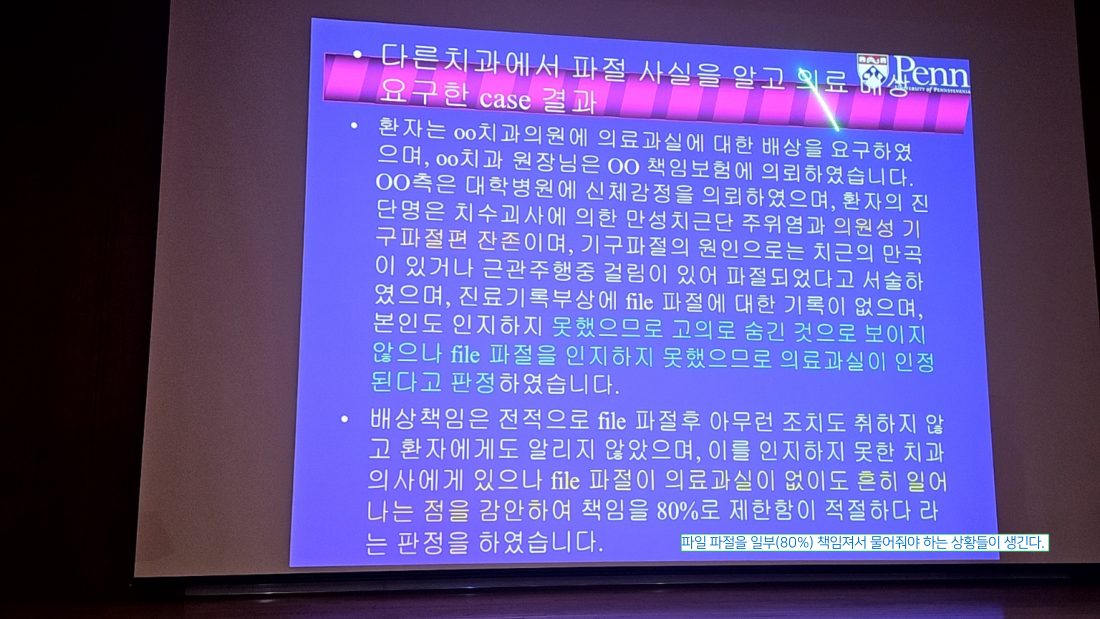 • 다른치과에서 파절 사실을 알고 의료 배상
요구한 case 결과
Penn
UNIVERSITY of PENNSYLVANIA
• 환자는 oo치과의원에 의료과실에 대한 배상을 요구하였
으며, oo치과 원장님은 OO 책임보험에 의뢰하였습니다.
OO측은 대학병원에 신체감정을 의뢰하였으며, 환자의 진
단명은 치수괴사에 의한 만성치근단 주위염과 의원성 기
구파절편 잔존이며, 기구파절의 원인으로는 치근의 만곡
이 있거나 근관주행중 걸림이 있어 파절되었다고 서술하
였으며, 진료기록부상에 file 파절에 대한 기록이 없으며,
본인도 인지하지 못했으므로 고의로 숨긴 것으로 보이지
않으나 file 파절을 인지하지 못했으므로 의료과실이 인정
된다고 판정하였습니다.
• 배상책임은 전적으로 file 파절후 아무런 조치도 취하지 않
고 환자에게도 알리지 않았으며, 이를 인지하지 못한 치과
의사에게 있으나 file 파절이 의료과실이 없이도 흔히 일어
나는 점을 감안하여 책임을 80%로 제한함이 적절하다 라
는 판정을 하였습니다.
파일 파절을 일부(80%) 책임져서 물어줘야 하는 상황들이 생긴다.